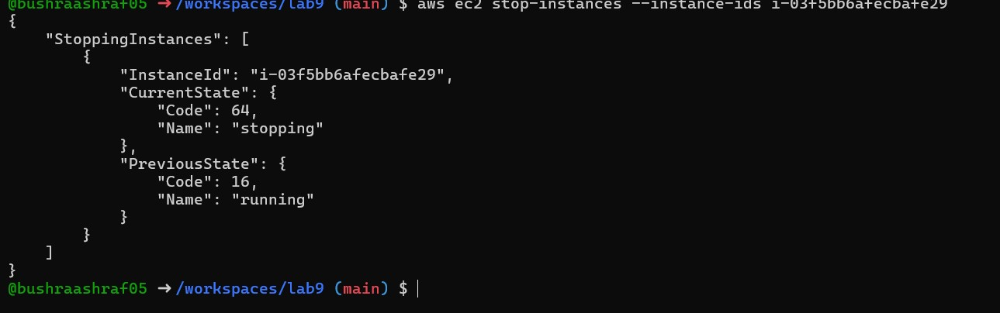 @bushraashraf05 ➜ /workspaces/lab9 (main) $ aws ec2 stop-instances --instance-ids i-03f5bb6afecbafe29
{
    "StoppingInstances": [
        {
            "InstanceId": "i-03f5bb6afecbafe29",
            "CurrentState": {
                "Code": 64,
                "Name": "stopping"
            },
            "PreviousState": {
                "Code": 16,
                "Name": "running"
            }
        }
    ]
}
@bushraashraf05 ➜ /workspaces/lab9 (main) $